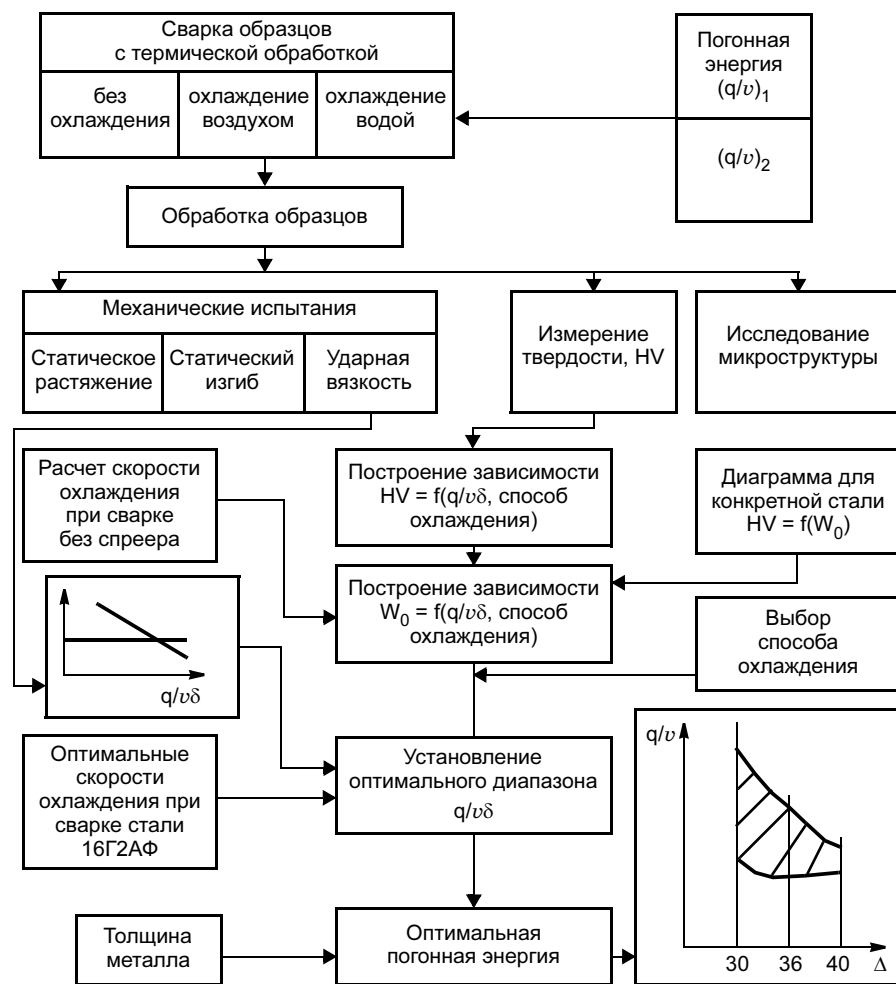 Сварка образцов
с термической обработкой
без
охлаждения
охлаждение
воздухом
охлаждение
водой
Погонная
энергия
(q/v)1
(q/v)2
Обработка образцов
Механические испытания
Статическое
растяжение
Статический
изгиб
Ударная
вязкость
Измерение
твердости, HV
Исследование
микроструктуры
Расчет скорости
охлаждения
при сварке
без спреера
Построение зависимости
HV = f(q/vδ, способ
охлаждения)
Диаграмма для
конкретной стали
HV = f(W0)
Построение зависимости
W0 = f(q/vδ, способ
охлаждения)
Выбор
способа
охлаждения
q/vδ
Оптимальные
скорости
охлаждения при
сварке стали
16Г2АФ
Установление
оптимального диапазона
q/vδ
q/v
30 36 40 Δ
Толщина
металла
Оптимальная
погонная энергия